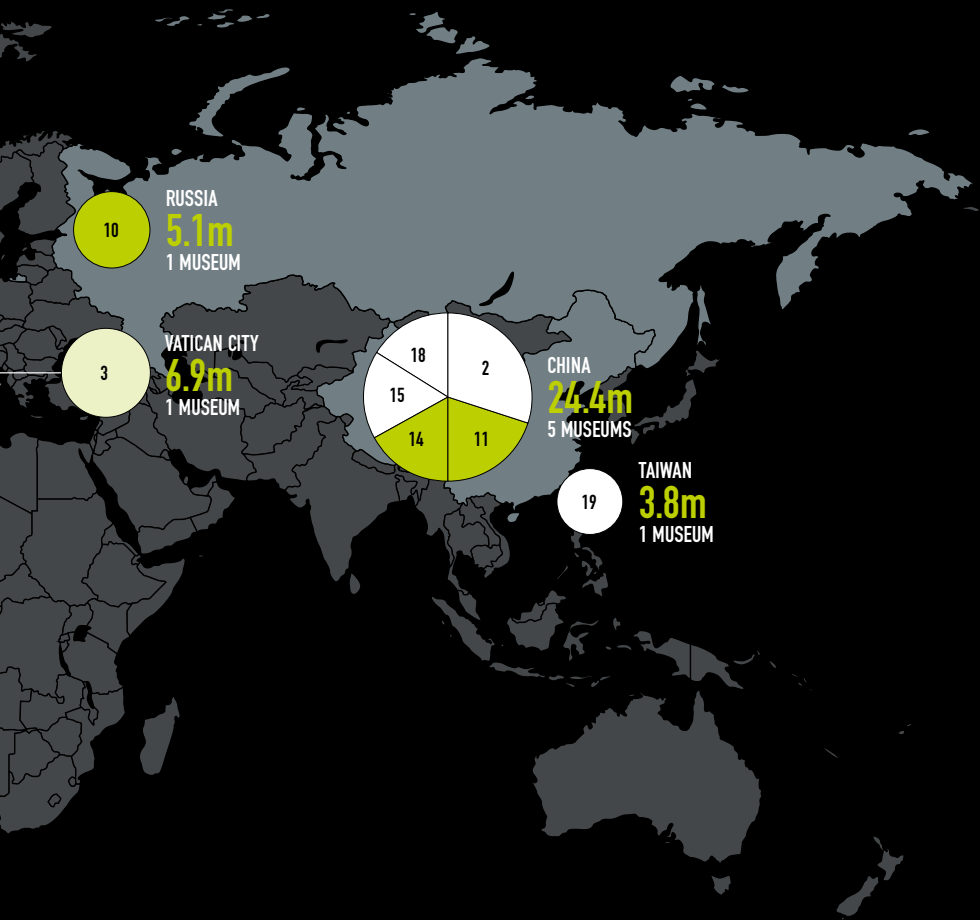 RUSSIA
10
5.1m
1 MUSEUM
VATICAN CITY
3
6.9m
1 MUSEUM
18
2
15
14
11
CHINA
24.4m
5 MUSEUMS
19
TAIWAN
3.8m
1 MUSEUM